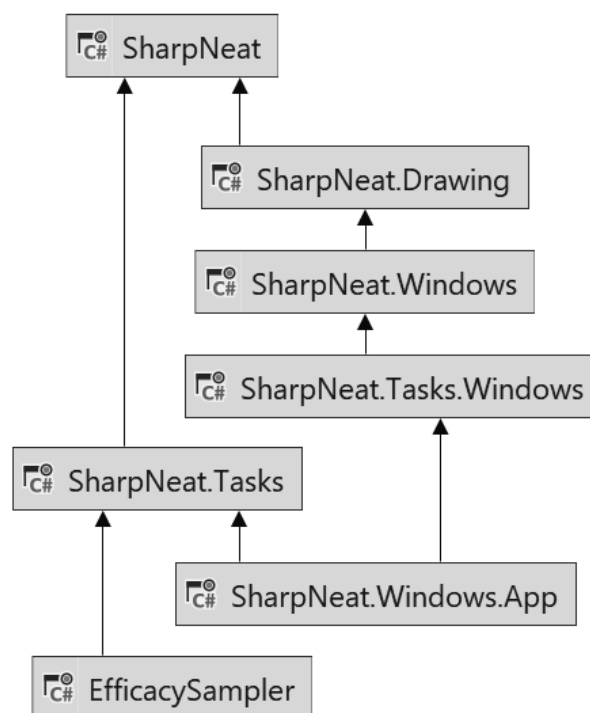 C# SharpNeat
C# SharpNeat.Drawing
C# SharpNeat.Windows
C# SharpNeat.Tasks.Windows
C# SharpNeat.Tasks
C# SharpNeat.Windows.App
C# EfficacySampler